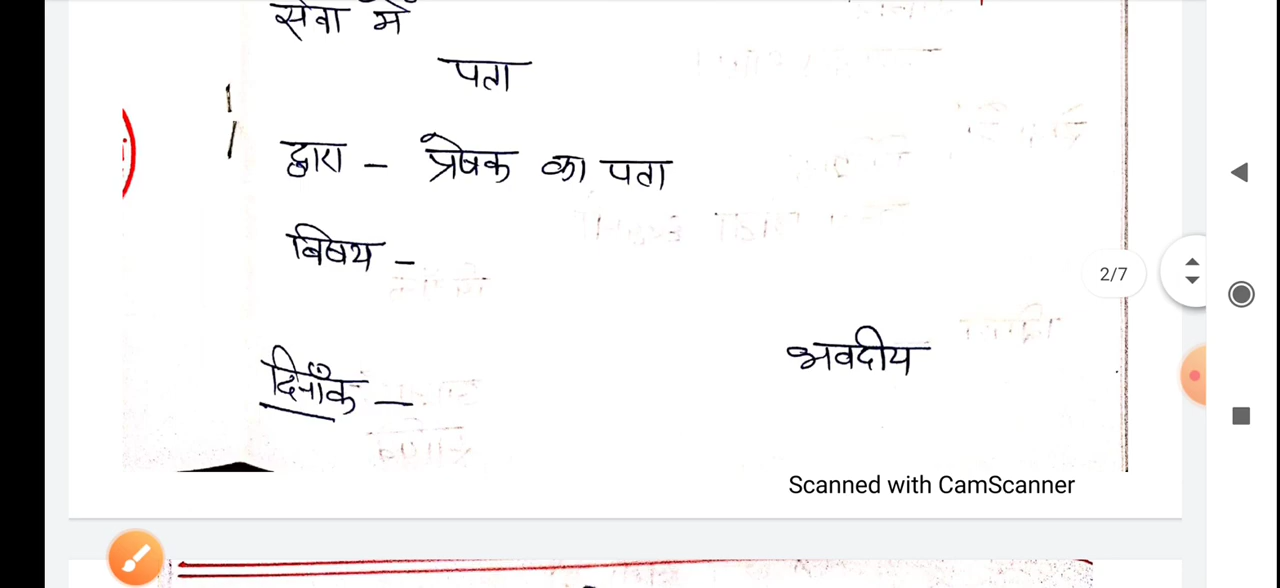 सेवा में
पता
द्वारा - प्रेषक का पता
विषय -
भवदीय
दिनाँक -
2/7
Scanned with CamScanner